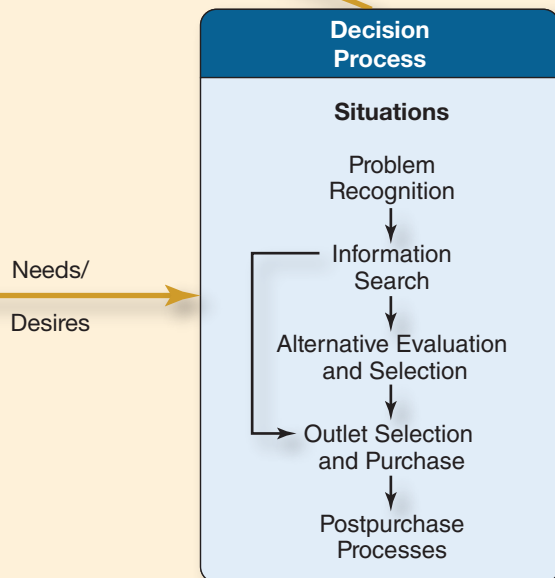 Decision
Process
Situations
Problem
Recognition
Information
Search
Needs/
Desires
Alternative Evaluation
and Selection
Outlet Selection
and Purchase
Postpurchase
Processes